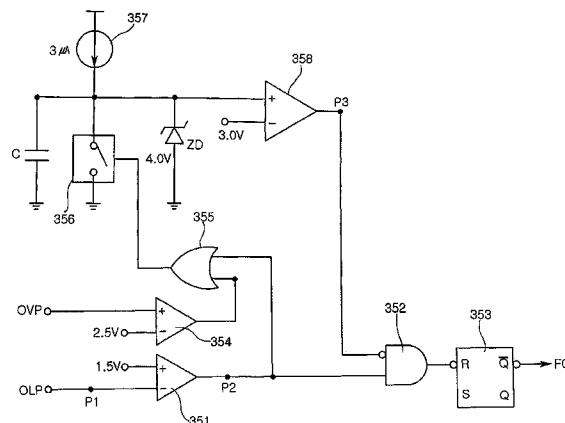 357
3 μA
358
+
−
3.0V
P3
C
ZD
4.0V
356
355
352
353
OVP
+
−
2.5V
354
R
Q̅
FO
S
Q
1.5V
+
−
P2
OLP
P1
351